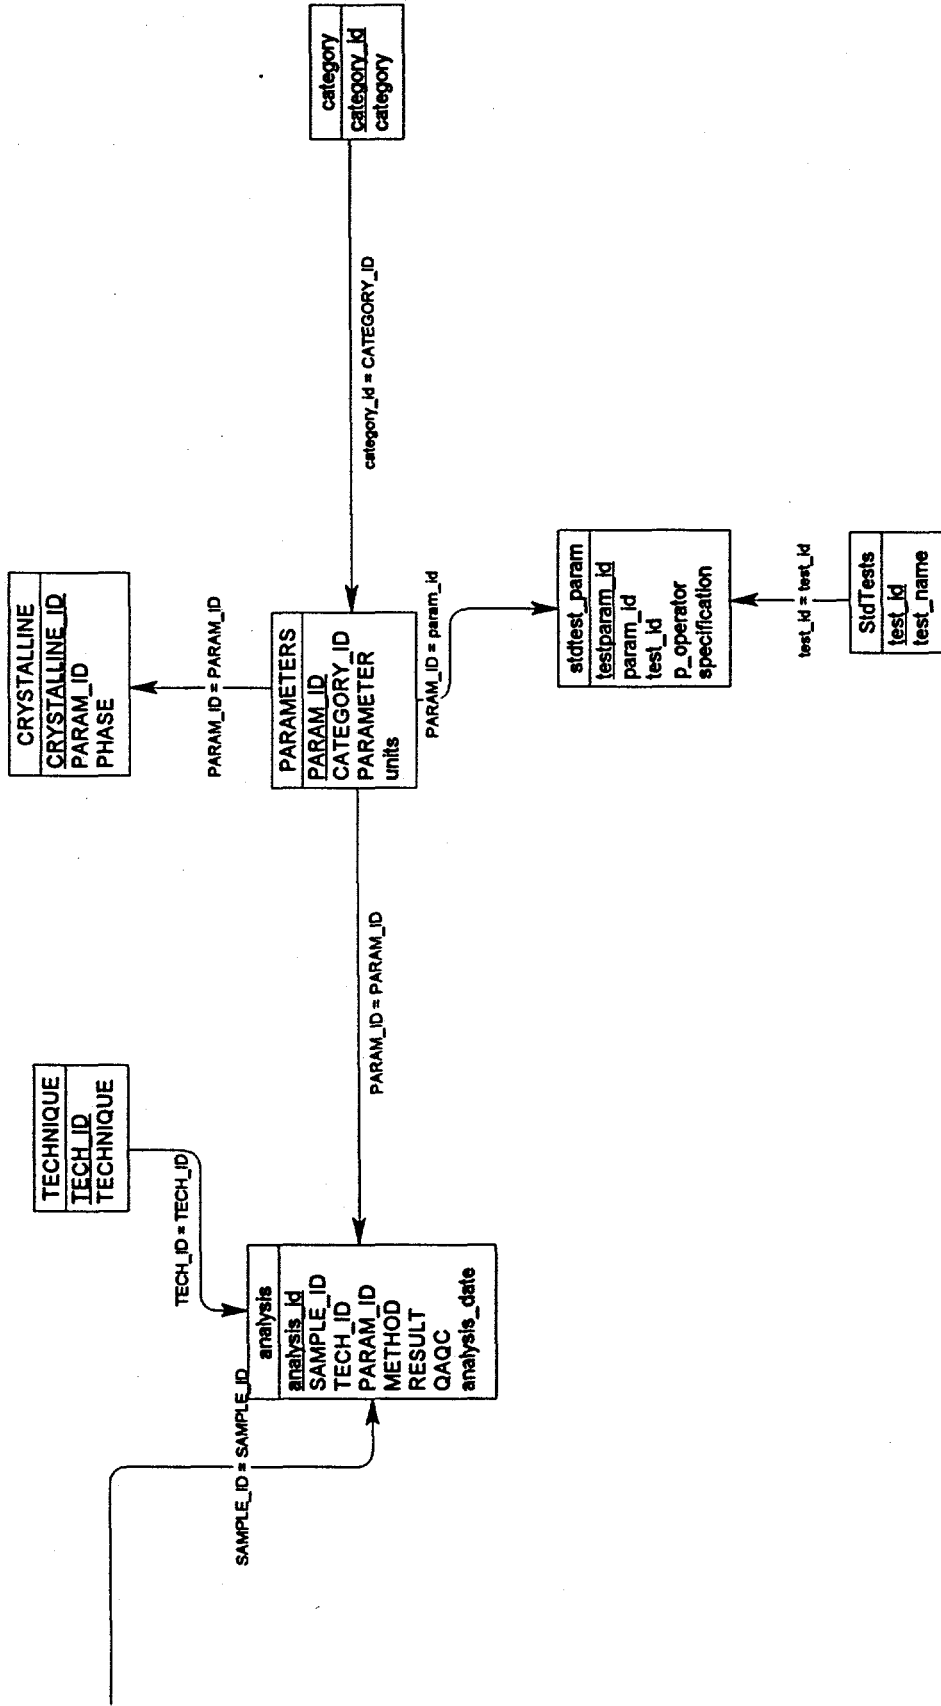 category
category_id
category
category_id = CATEGORY_ID
CRYSTALLINE
CRYSTALLINE_ID
PARAM_ID
PHASE
PARAM_ID = PARAM_ID
PARAMETERS
PARAM_ID
CATEGORY_ID
PARAMETER
units
PARAM_ID = param_id
stdtest_param
testparam_id
param_id
test_id
p_operator
specification
test_id = test_id
StdTests
test_id
test_name
PARAM_ID = PARAM_ID
TECHNIQUE
TECH_ID
TECHNIQUE
TECH_ID = TECH_ID
analysis
analysis_id
SAMPLE_ID
TECH_ID
PARAM_ID
METHOD
RESULT
QAQC
analysis_date
SAMPLE_ID = SAMPLE_ID